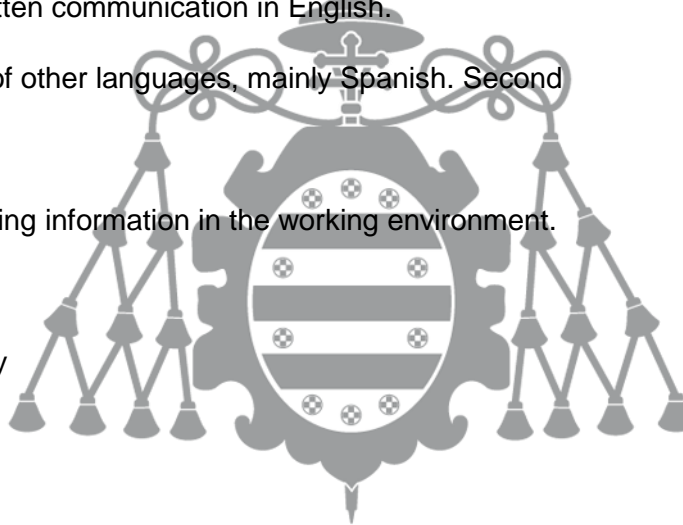 tten communication in English.
of other languages, mainly Spanish. Second
ing information in the working environment.
y